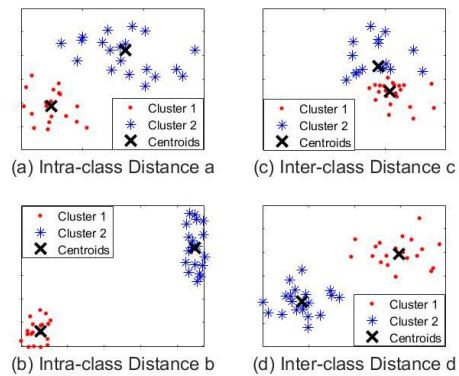 Cluster 1
Cluster 2
Centroids
(a) Intra-class Distance a
Cluster 1
Cluster 2
Centroids
(c) Inter-class Distance c
Cluster 1
Cluster 2
Centroids
(b) Intra-class Distance b
Cluster 1
Cluster 2
Centroids
(d) Inter-class Distance d